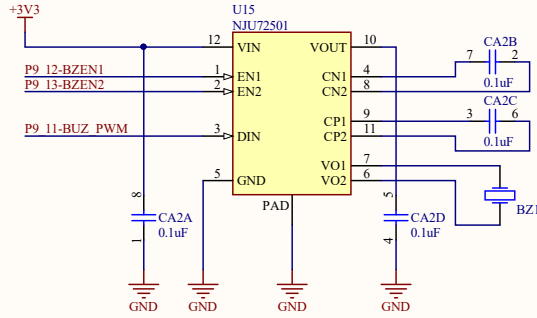 +3V3
U15
NJU72501
12 VIN VOUT 10
CA2B
7 2
0.1uF
P9_12-BZEN1 1 EN1 CN1 4
P9_13-BZEN2 2 EN2 CN2 8
CA2C
3 6
0.1uF
CP1 9
P9_11-BUZ_PWM 3 DIN CP2 11
VO1 7
5 GND VO2 6
PAD
8
CA2A
0.1uF
1
5
CA2D
0.1uF
4
BZ1
GND GND GND GND